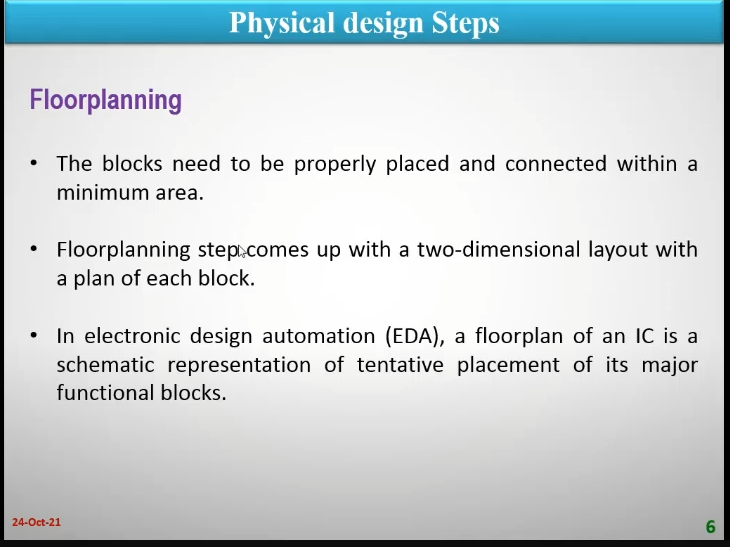 Physical design Steps
Floorplanning
• The blocks need to be properly placed and connected within a
minimum area.
• Floorplanning step comes up with a two-dimensional layout with
a plan of each block.
• In electronic design automation (EDA), a floorplan of an IC is a
schematic representation of tentative placement of its major
functional blocks.
24-Oct-21
6